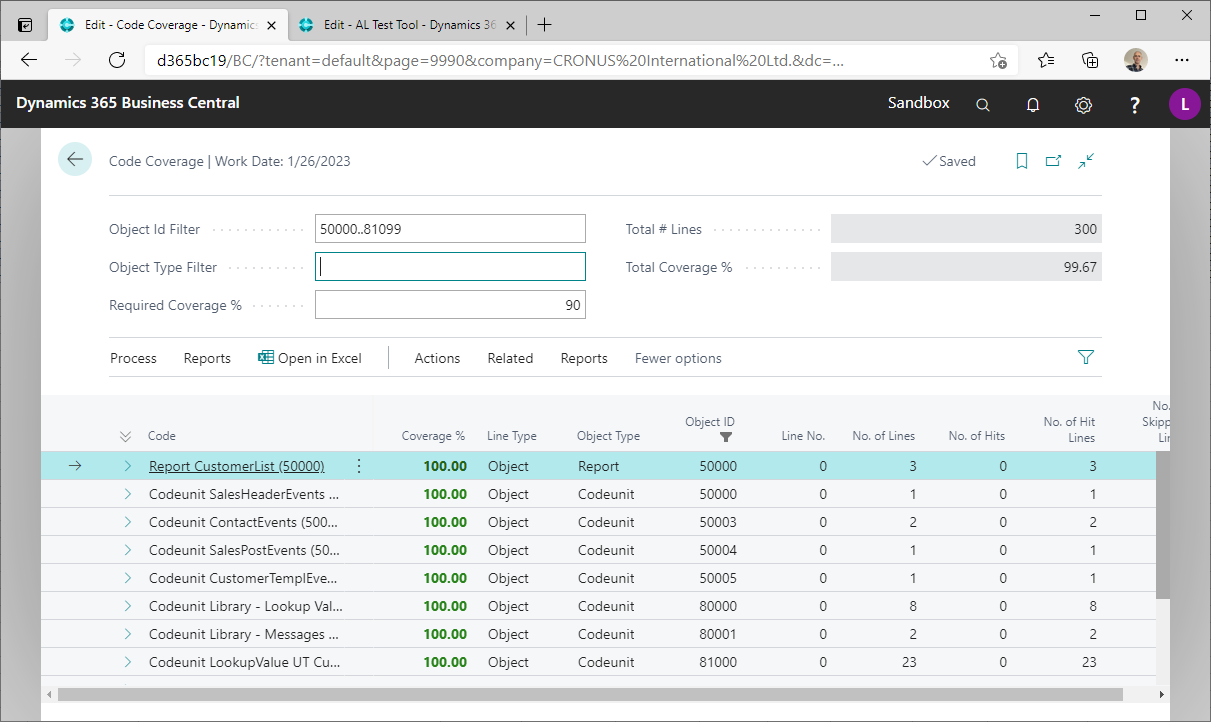 Edit - Code Coverage - Dynamics
Edit - AL Test Tool - Dynamics 36
d365bc19/BC/?tenant=default&page=9990&company=CRONUS%20International%20Ltd.&dc=...
Dynamics 365 Business Central
Sandbox
?
L
Code Coverage | Work Date: 1/26/2023
Saved
Object Id Filter
50000..81099
Total # Lines
300
Object Type Filter
Total Coverage %
99.67
Required Coverage %
90
Process
Reports
Open in Excel
Actions
Related
Reports
Fewer options
Code
Coverage %
Line Type
Object Type
Object ID
Line No.
No. of Lines
No. of Hits
No. of Hit
Lines
No.
Skipp
Lin
Report CustomerList (50000) 100.00 Object Report 50000 0 3 0 3
Codeunit SalesHeaderEvents ... 100.00 Object Codeunit 50000 0 1 0 1
Codeunit ContactEvents (500... 100.00 Object Codeunit 50003 0 2 0 2
Codeunit SalesPostEvents (50... 100.00 Object Codeunit 50004 0 1 0 1
Codeunit CustomerTemplEve... 100.00 Object Codeunit 50005 0 1 0 1
Codeunit Library - Lookup Val... 100.00 Object Codeunit 80000 0 8 0 8
Codeunit Library - Messages ... 100.00 Object Codeunit 80001 0 2 0 2
Codeunit LookupValue UT Cu... 100.00 Object Codeunit 81000 0 23 0 23